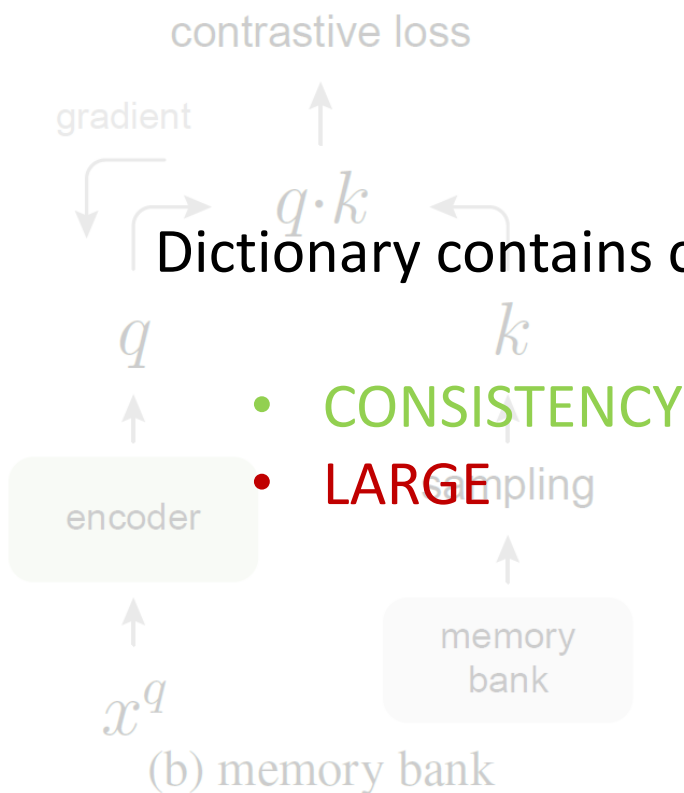 contrastive loss
gradient
q·k
Dictionary contains
q
k
• CONSISTENCY
• LARGE
sampling
encoder
memory
bank
x^q
(b) memory bank